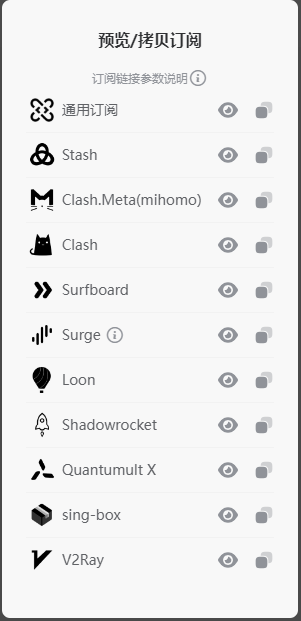 预览/拷贝订阅
订阅链接参数说明
通用订阅
Stash
Clash.Meta(mihomo)
Clash
Surfboard
Surge
Loon
Shadowrocket
Quantumult X
sing-box
V2Ray